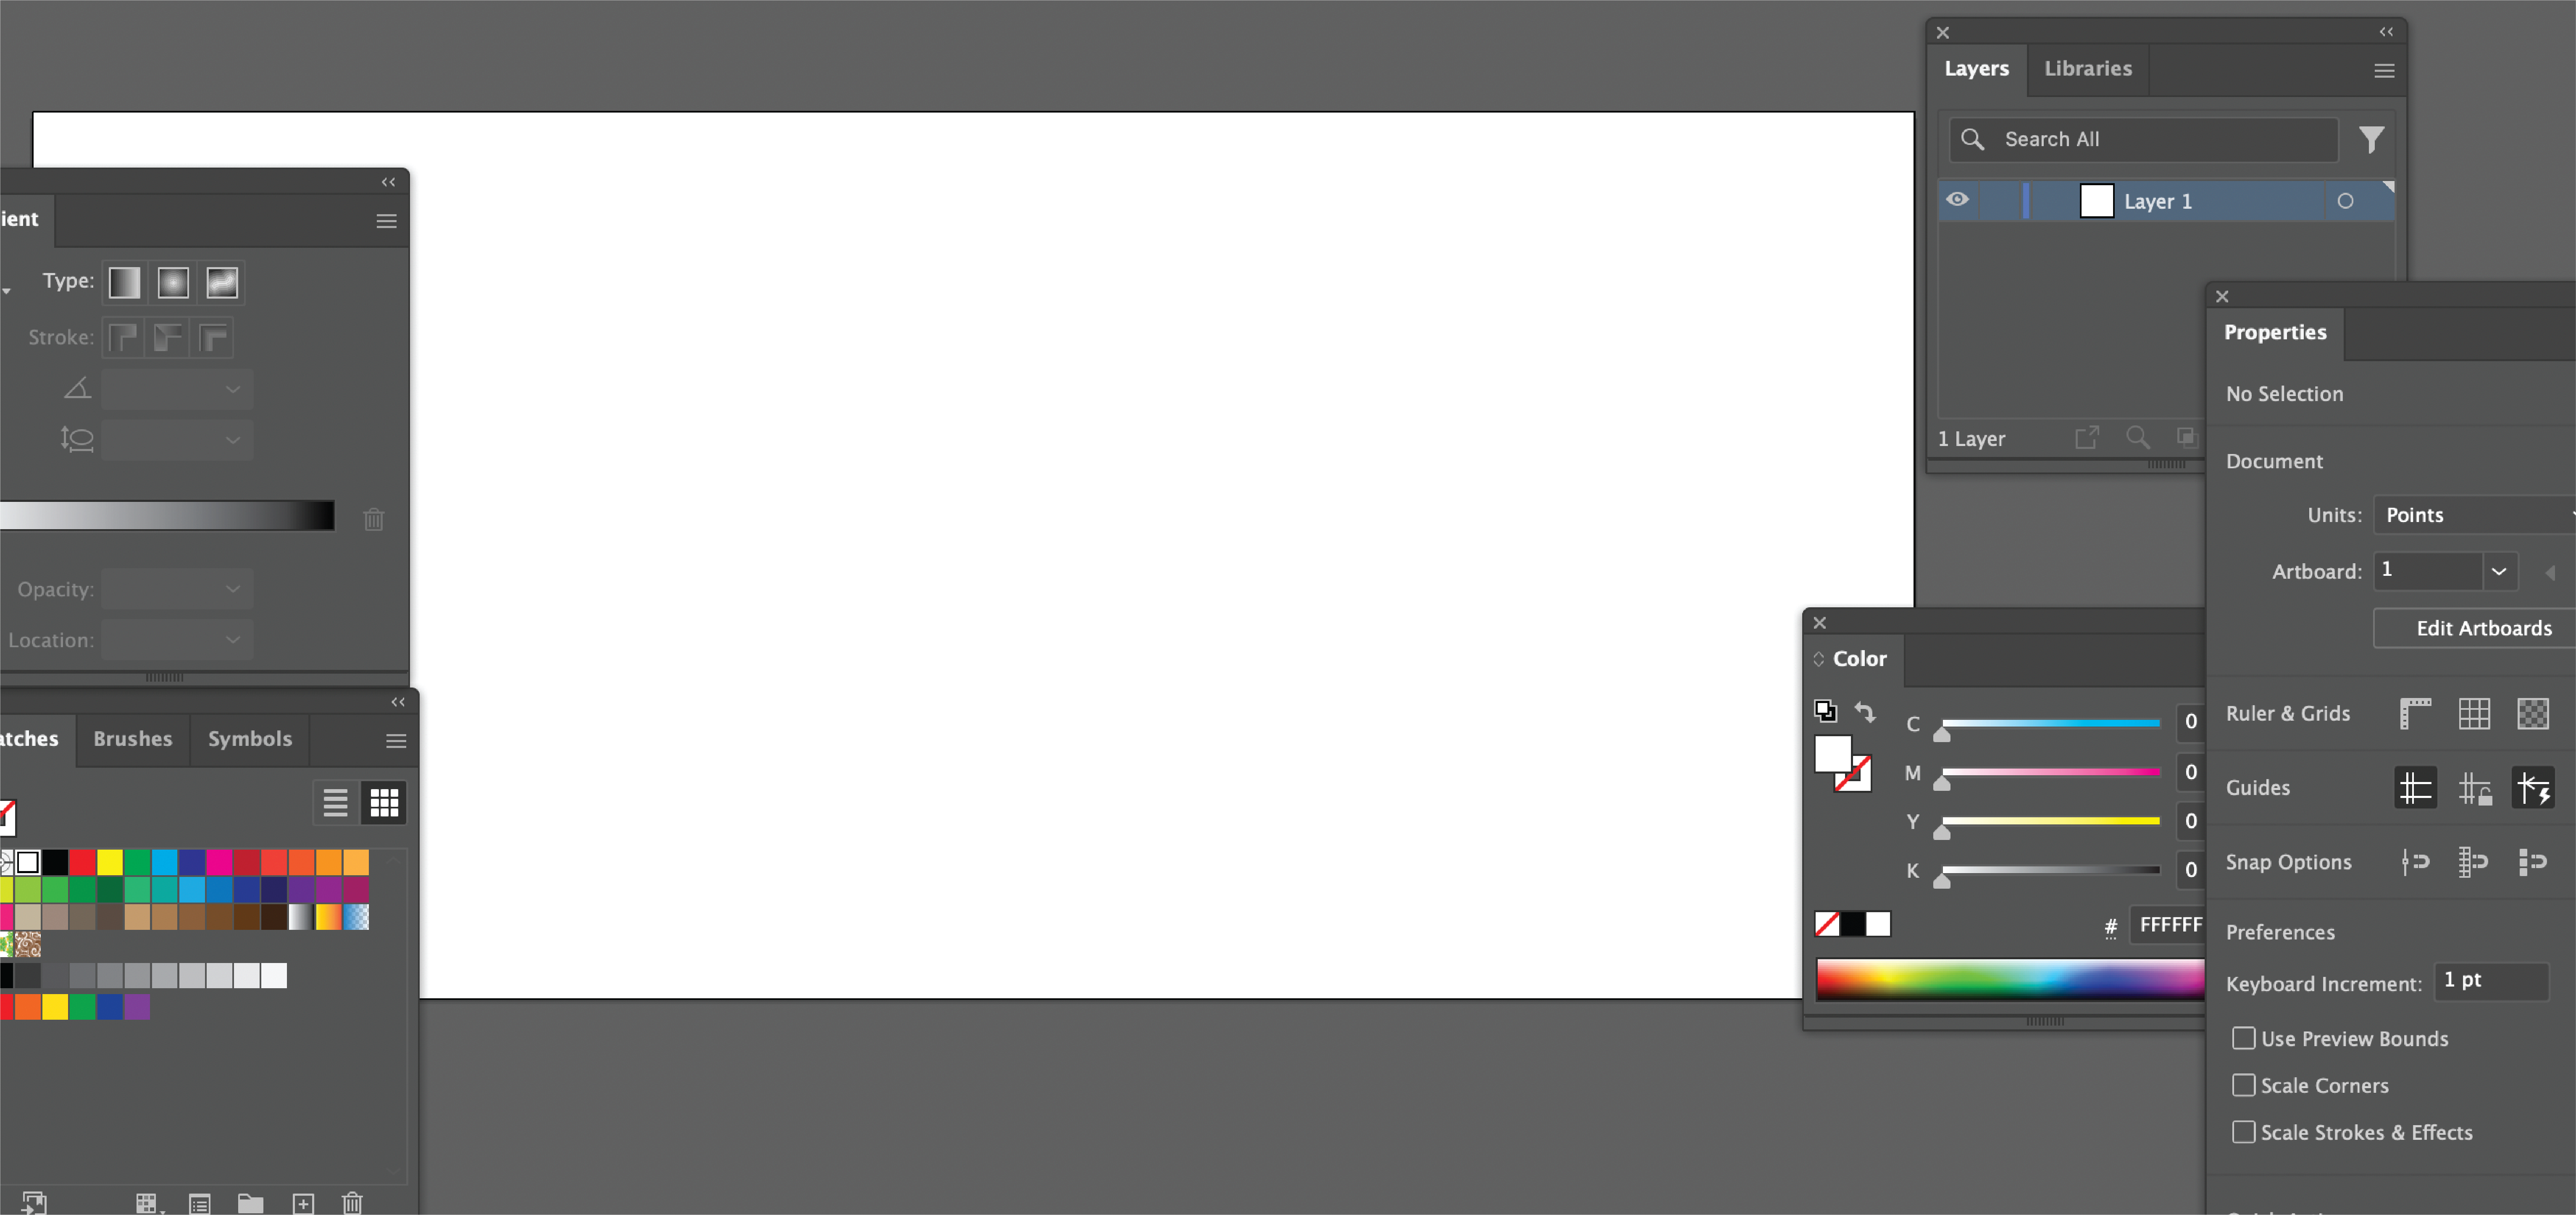 Layers Libraries
Search All
Layer 1
1 Layer
Type:
Stroke:
Opacity:
Location:
Brushes Symbols
Properties
No Selection
Document
Units: Points
Artboard: 1
Edit Artboards
Color
C 0
M 0
Y 0
K 0
# FFFFFF
Ruler & Grids
Guides
Snap Options
Preferences
Keyboard Increment: 1 pt
Use Preview Bounds
Scale Corners
Scale Strokes & Effects